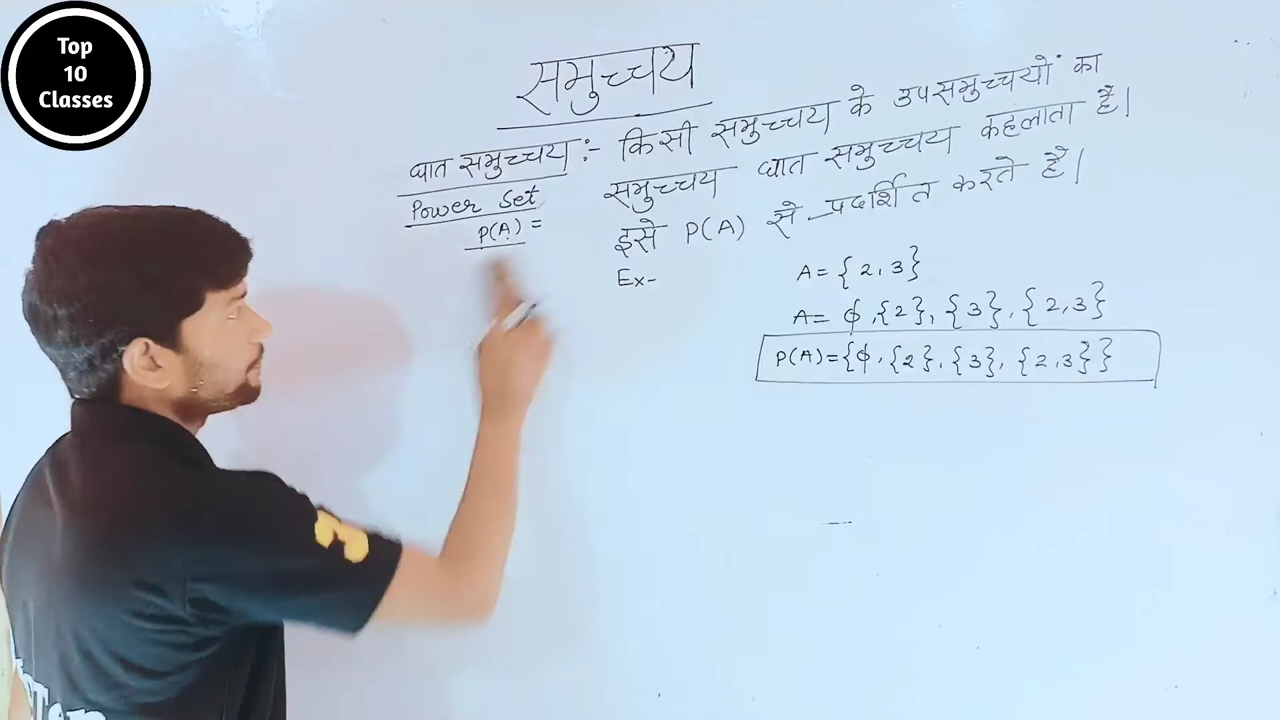 Top
10
Classes
समुच्चय
घात समुच्चय :- किसी समुच्चय के उपसमुच्चयों का
समुच्चय घात समुच्चय कहलाता है।
Power Set
P(A) =
इसे P(A) से प्रदर्शित करते हैं।
Ex-
A = { 2, 3 }
A = ϕ, {2}, {3}, {2,3}
P(A) = {ϕ, {2}, {3}, {2,3}}